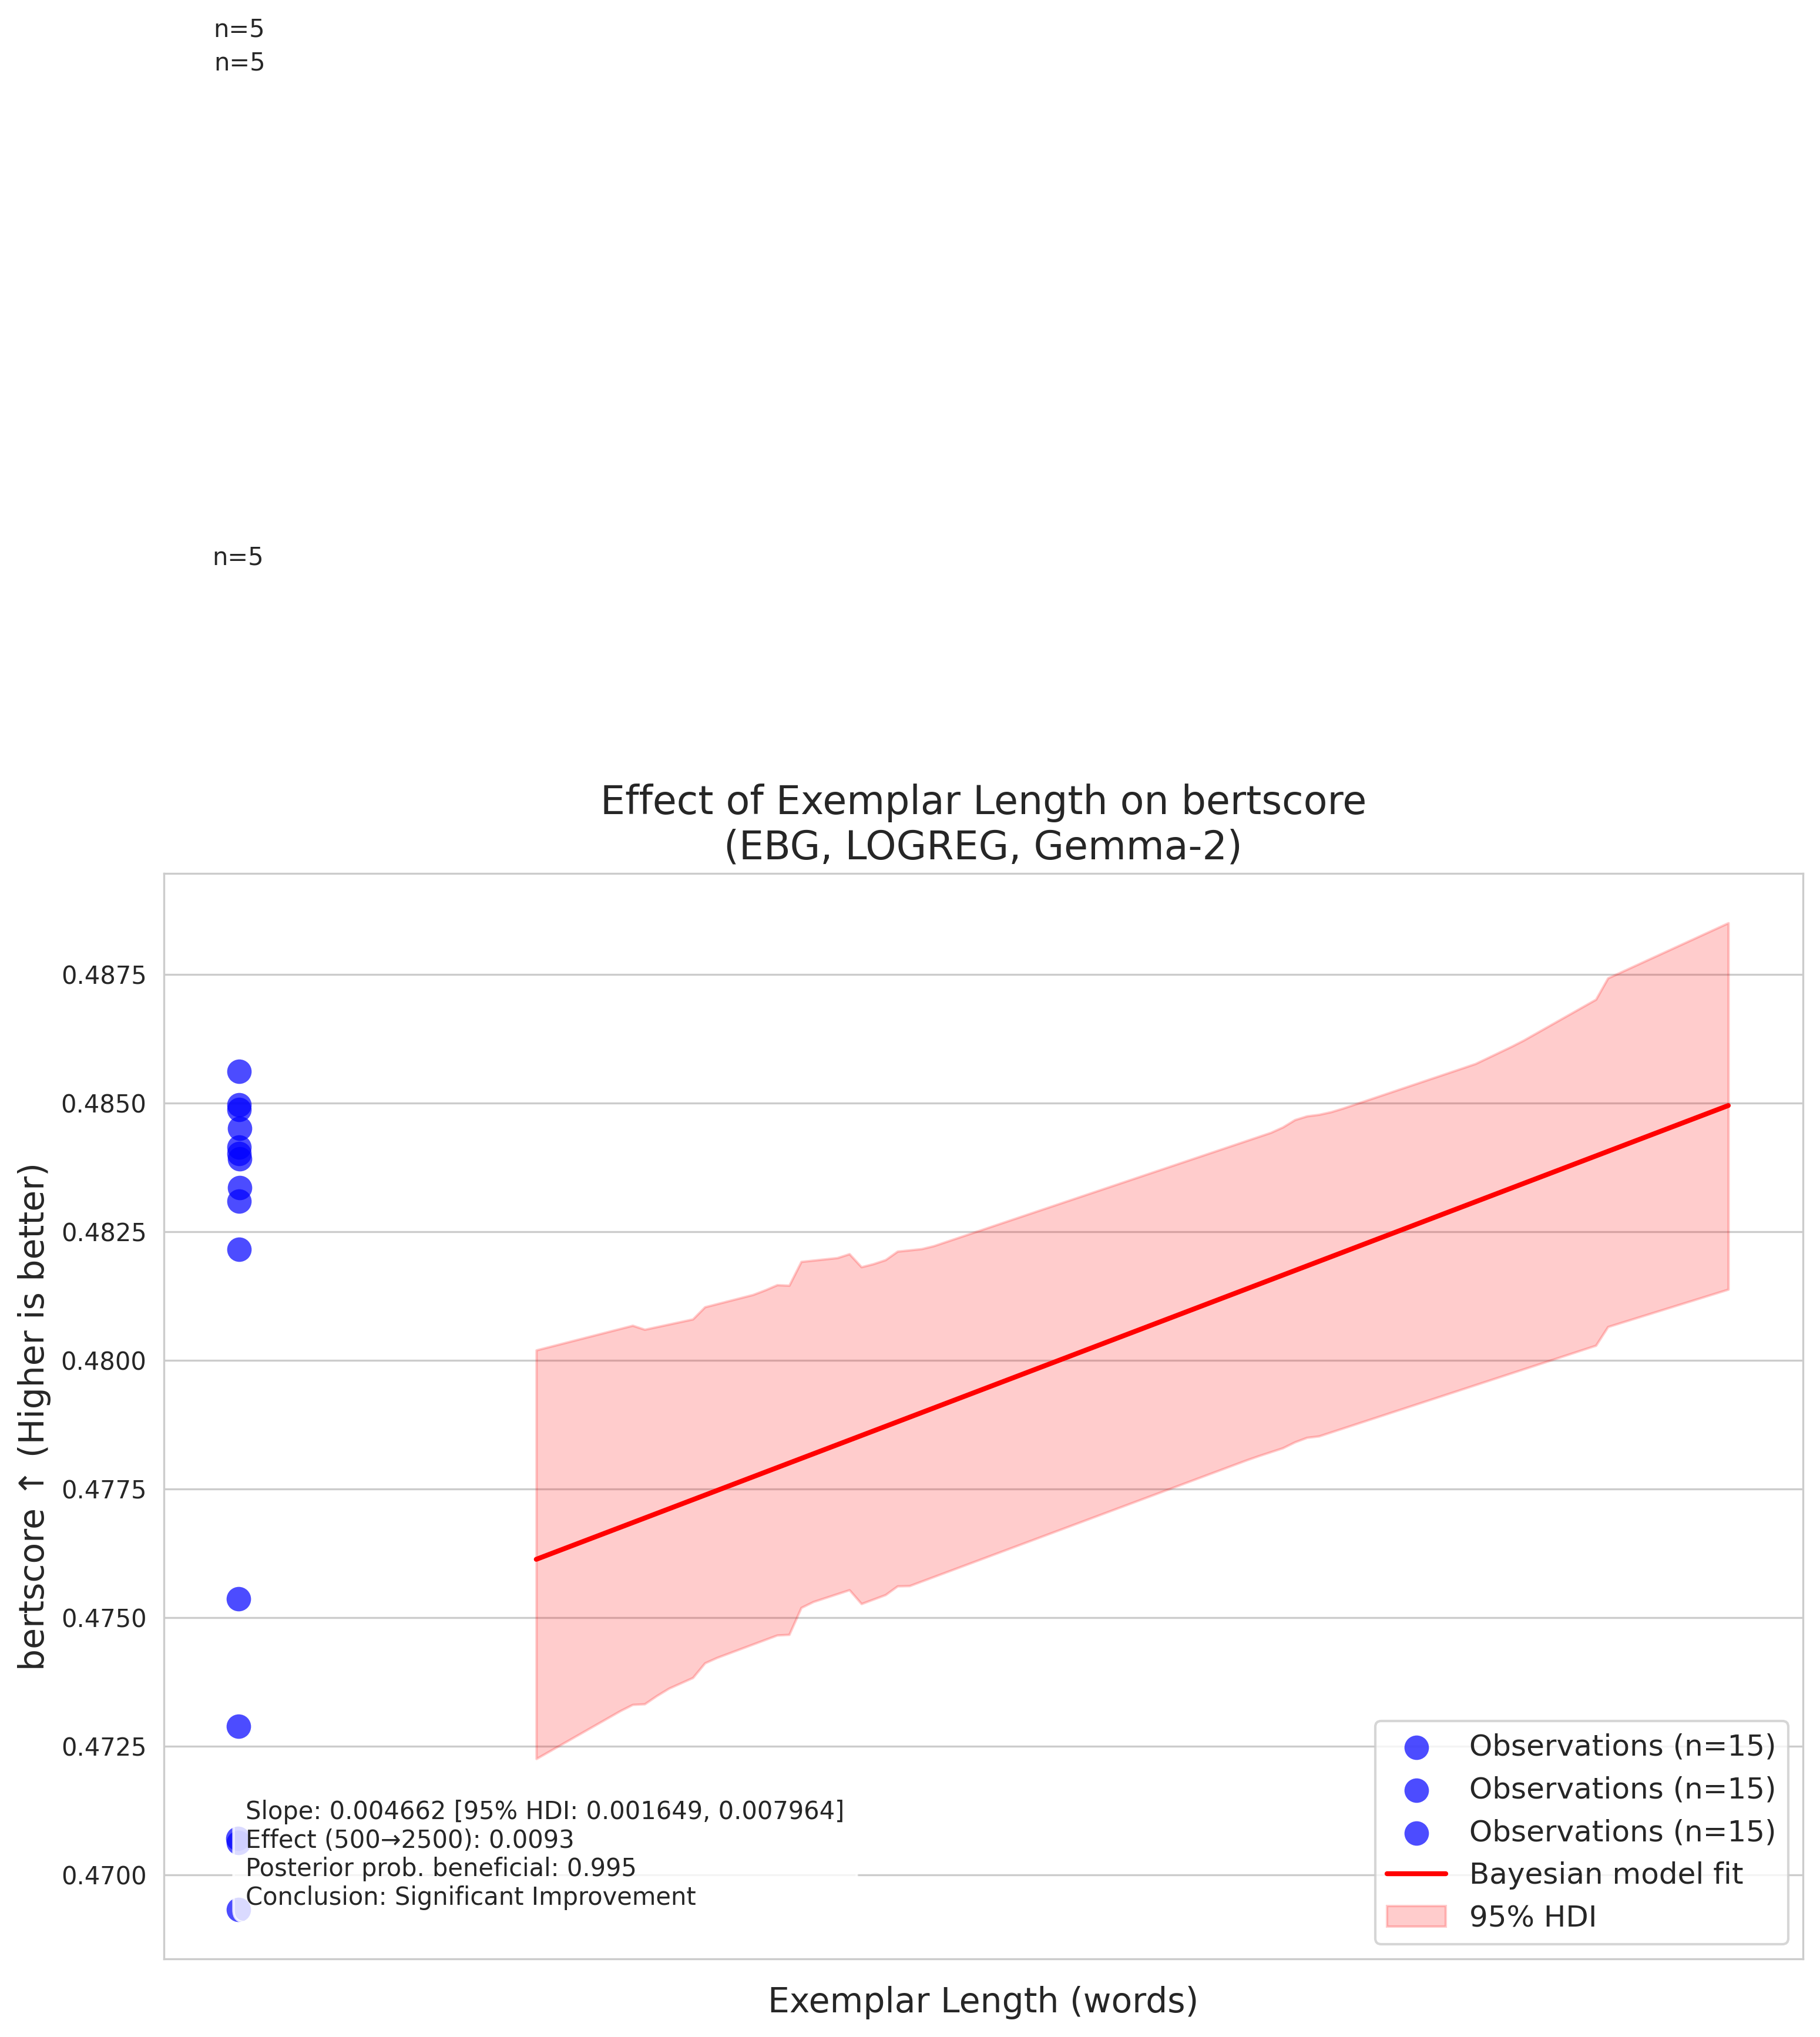 n=5
n=5
n=5
Effect of Exemplar Length on bertscore
(EBG, LOGREG, Gemma-2)
bertscore ↑ (Higher is better)
0.4875
0.4850
0.4825
0.4800
0.4775
0.4750
0.4725
0.4700
Slope: 0.004662 [95% HDI: 0.001649, 0.007964]
Effect (500→2500): 0.0093
Posterior prob. beneficial: 0.995
Conclusion: Significant Improvement
Observations (n=15)
Observations (n=15)
Observations (n=15)
Bayesian model fit
95% HDI
Exemplar Length (words)